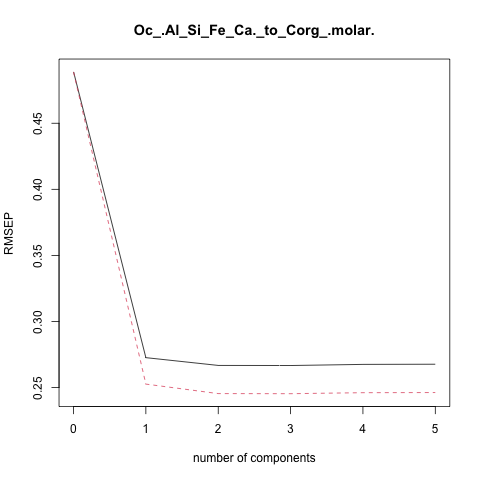 Oc_.Al_Si_Fe_Ca._to_Corg_.molar.
RMSEP
0.45
0.40
0.35
0.30
0.25
0 1 2 3 4 5
number of components